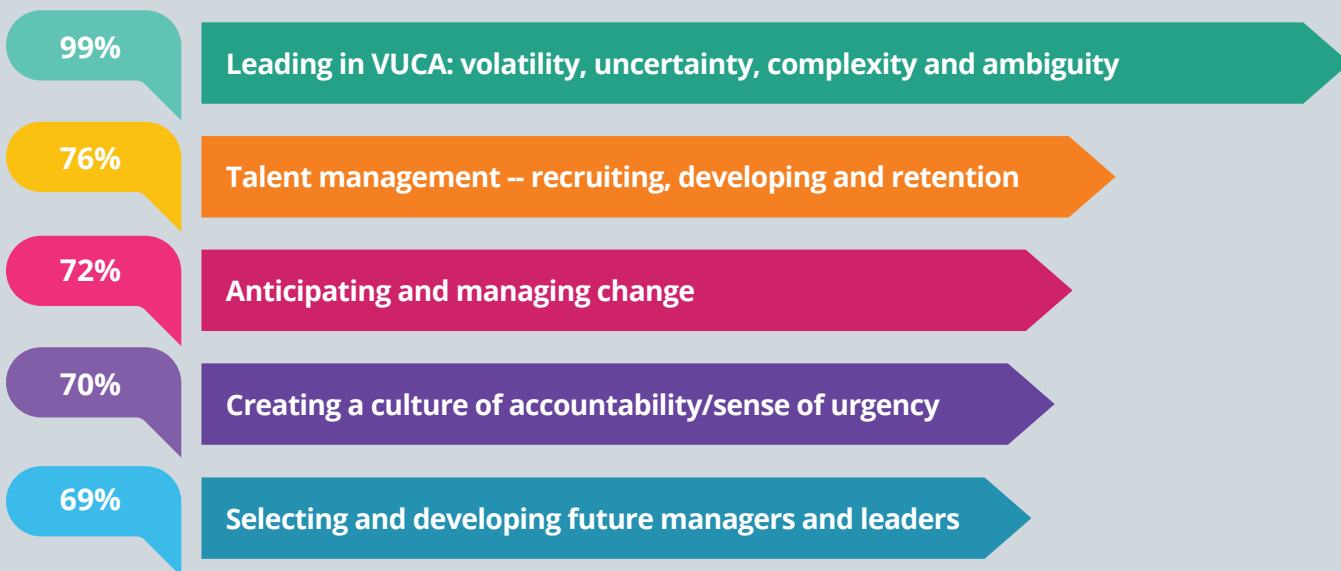 99%
Leading in VUCA: volatility, uncertainty, complexity and ambiguity
76%
Talent management -- recruiting, developing and retention
72%
Anticipating and managing change
70%
Creating a culture of accountability/sense of urgency
69%
Selecting and developing future managers and leaders